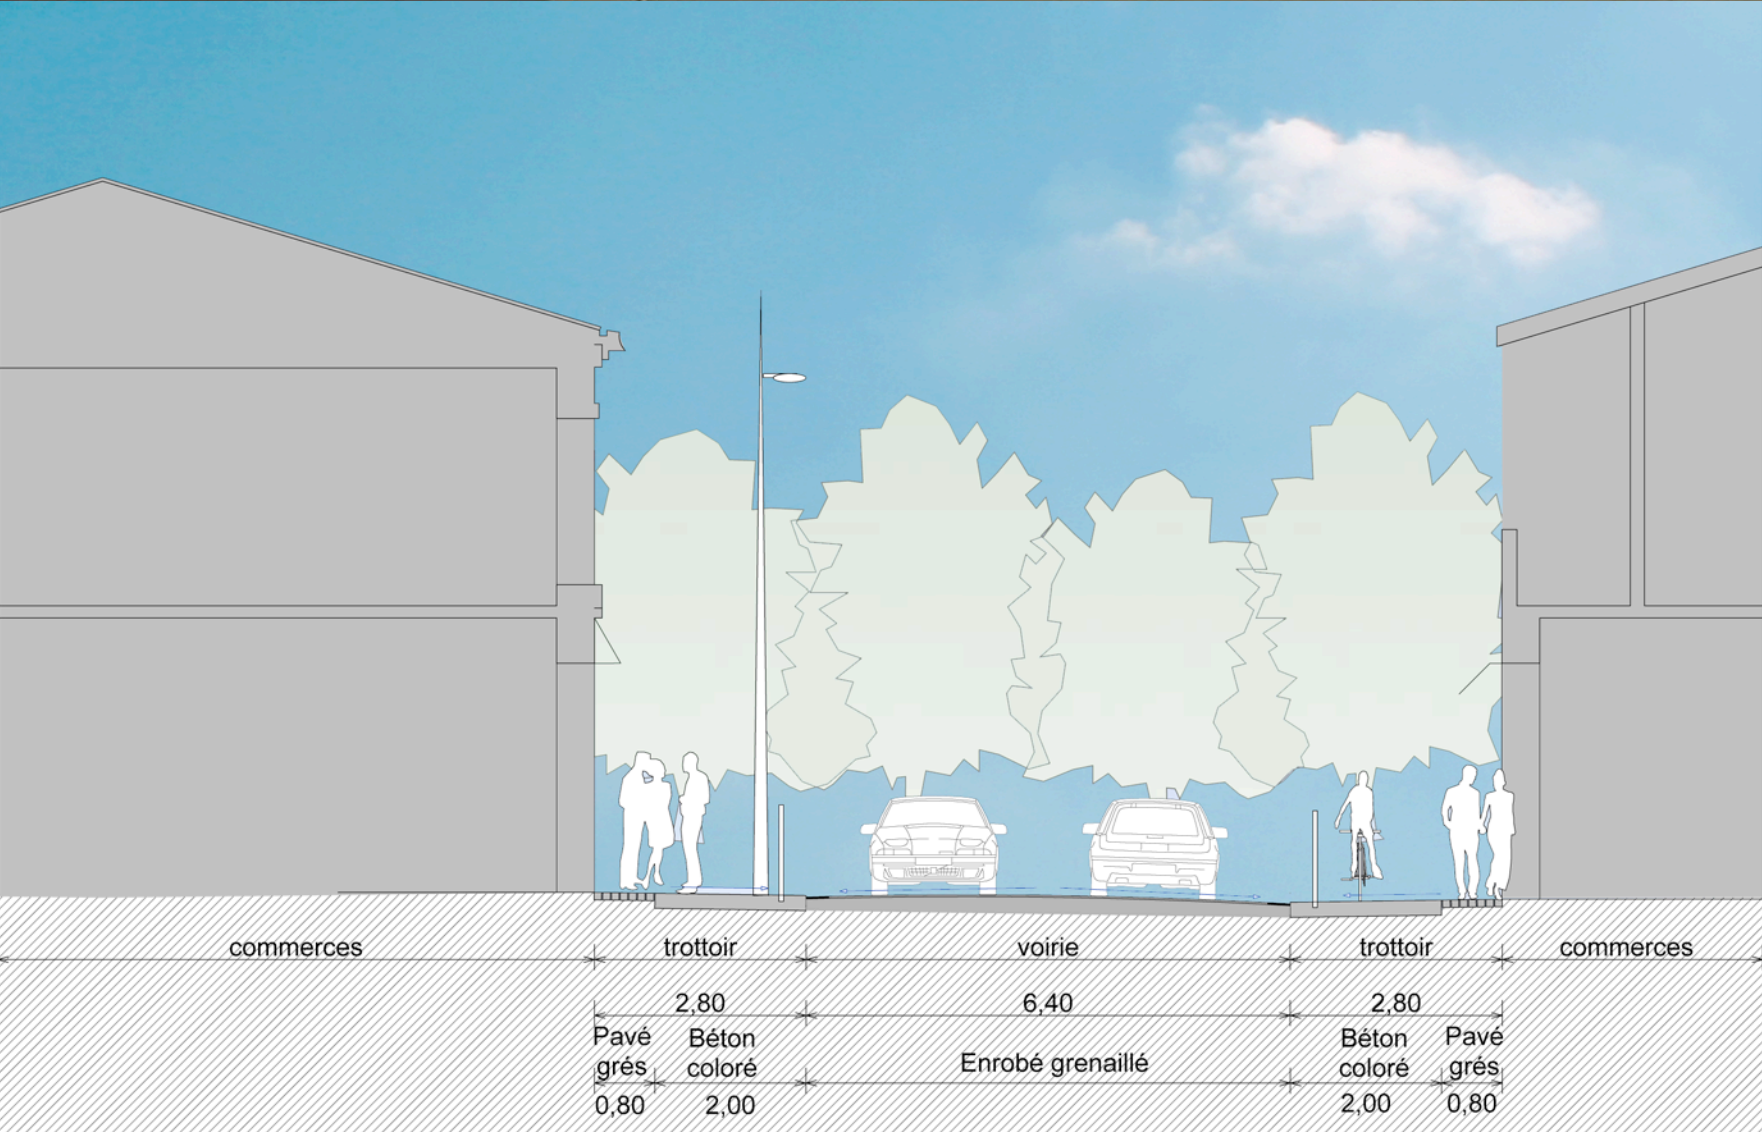 commerces trottoir voirie trottoir commerces
2,80 6,40 2,80
Pavé Béton Béton Pavé
grés coloré Enrobé grenaillé coloré grés
0,80 2,00 2,00 0,80